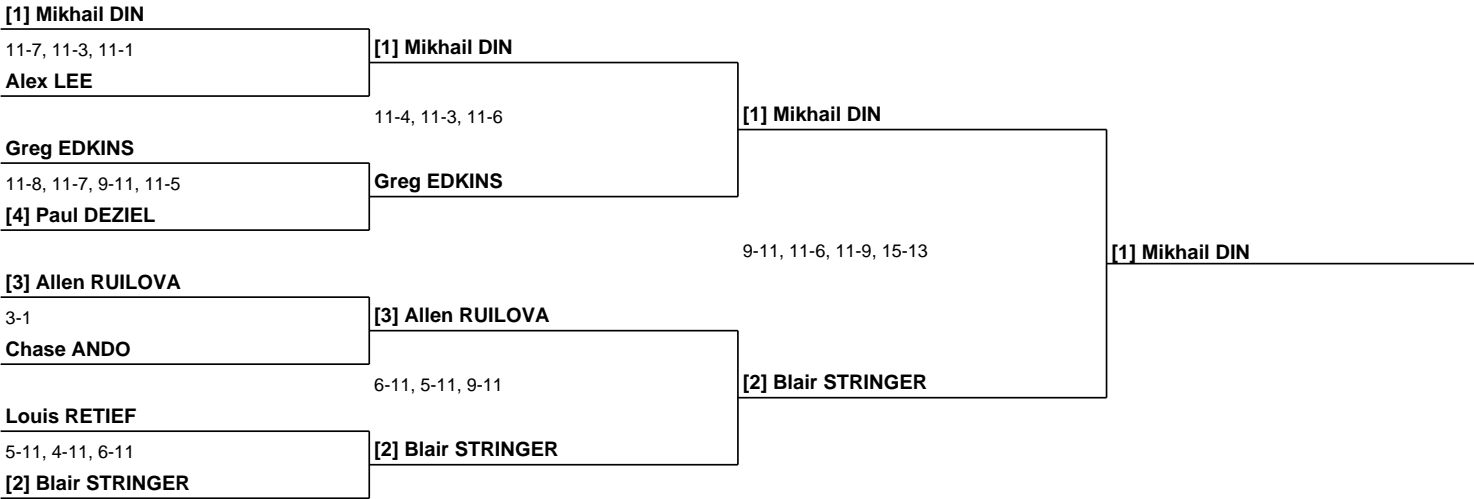 [1] Mikhail DIN
11-7, 11-3, 11-1
Alex LEE
Greg EDKINS
11-8, 11-7, 9-11, 11-5
[4] Paul DEZIEL
[3] Allen RUILOVA
3-1
Chase ANDO
Louis RETIEF
5-11, 4-11, 6-11
[2] Blair STRINGER
[1] Mikhail DIN
11-4, 11-3, 11-6
Greg EDKINS
[3] Allen RUILOVA
6-11, 5-11, 9-11
[2] Blair STRINGER
[1] Mikhail DIN
9-11, 11-6, 11-9, 15-13
[2] Blair STRINGER
[1] Mikhail DIN